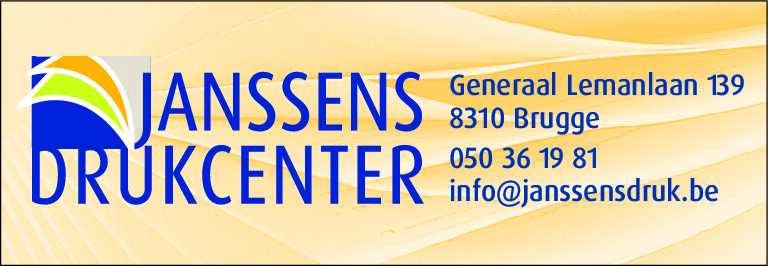 JANSSENS
DRUKCENTER
Generaal Lemanlaan 139
8310 Brugge
050 36 19 81
info@janssensdruk.be